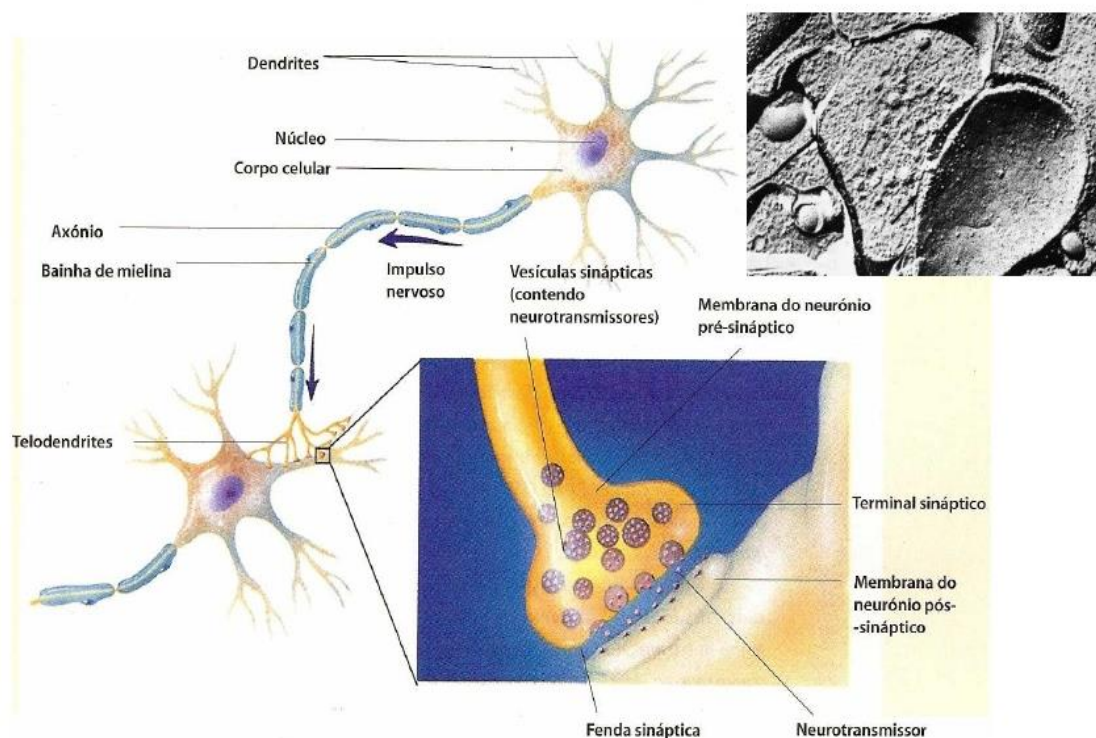 Dendrites
Núcleo
Corpo celular
Axónio
Bainha de mielina
Impulso
nervoso
Vesículas sinápticas
(contendo
neurotransmissores)
Membrana do neurónio
pré-sináptico
Telodendrites
Terminal sináptico
Membrana do
neurónio pós-
-sináptico
Fenda sináptica
Neurotransmissor